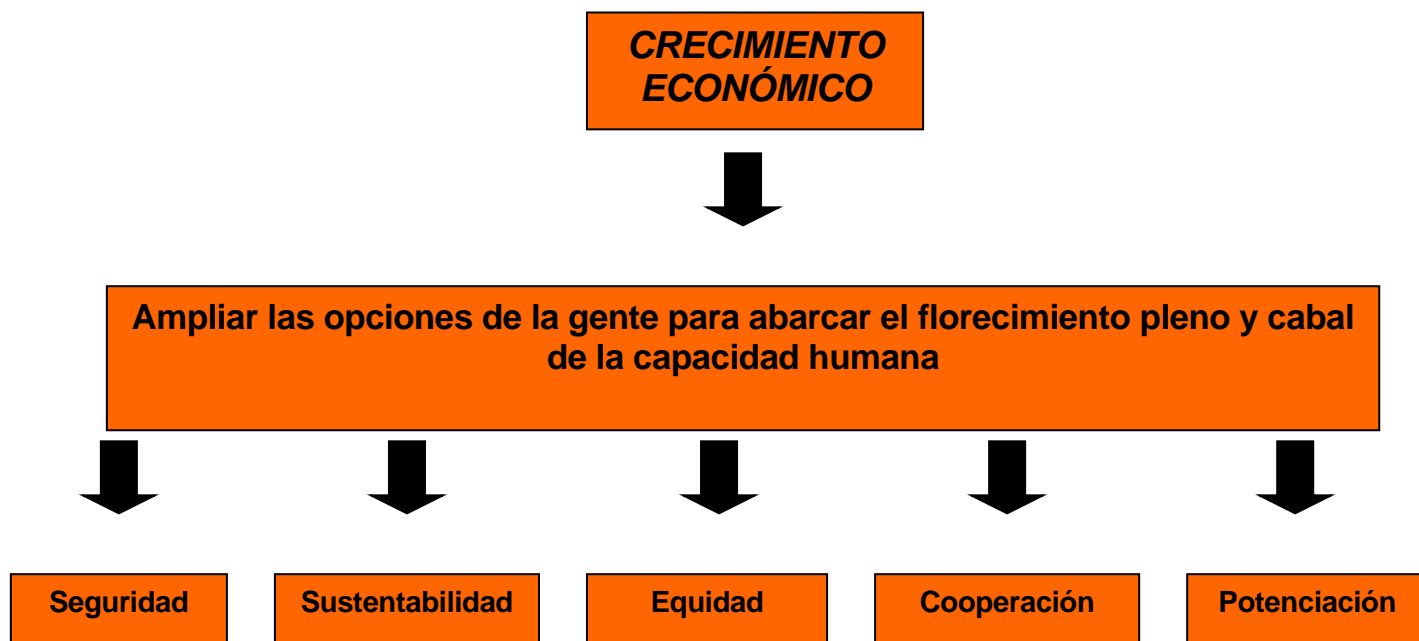 CRECIMIENTO
ECONÓMICO
Ampliar las opciones de la gente para abarcar el florecimiento pleno y cabal
de la capacidad humana
Seguridad
Sustentabilidad
Equidad
Cooperación
Potenciación